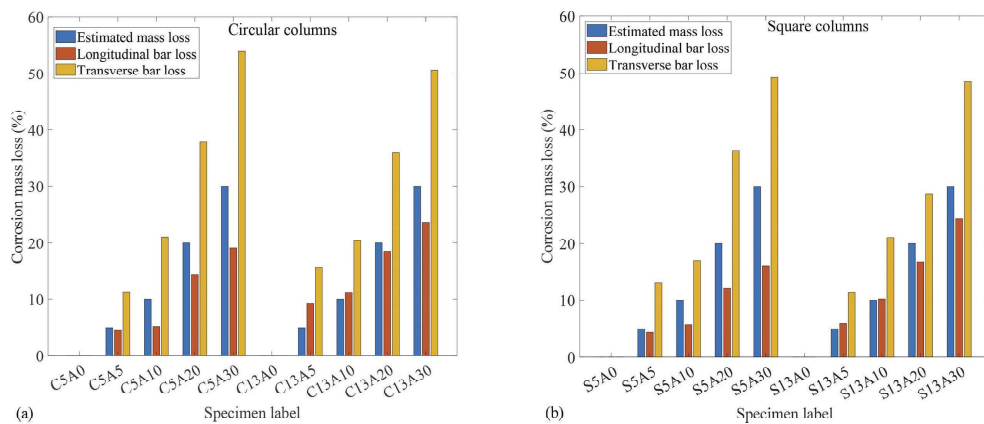 60
50
40
30
20
10
0
Corrosion mass loss (%)
Circular columns
Estimated mass loss
Longitudinal bar loss
Transverse bar loss
C5A0
C5A5
C5A10
C5A20
C5A30
C13A0
C13A5
C13A10
C13A20
C13A30
Specimen label
(a)
60
50
40
30
20
10
0
Corrosion mass loss (%)
Square columns
Estimated mass loss
Longitudinal bar loss
Transverse bar loss
S5A0
S5A5
S5A10
S5A20
S5A30
S13A0
S13A5
S13A10
S13A20
S13A30
Specimen label
(b)